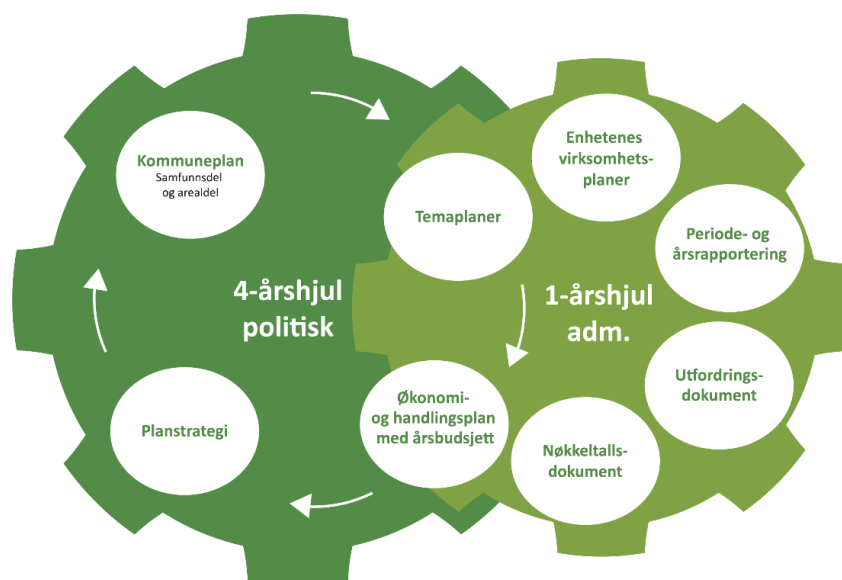 Kommuneplan
Samfunnsdel
og arealdel
Temaplaner
4-årshjul
politisk
Planstrategi
Økonomi-
og handlingsplan
med årsbudsjett
Enhetenes
virksomhets-
planer
Periode- og
årsrapportering
1-årshjul
adm.
Utfordrings-
dokument
Nøkkeltalls-
dokument